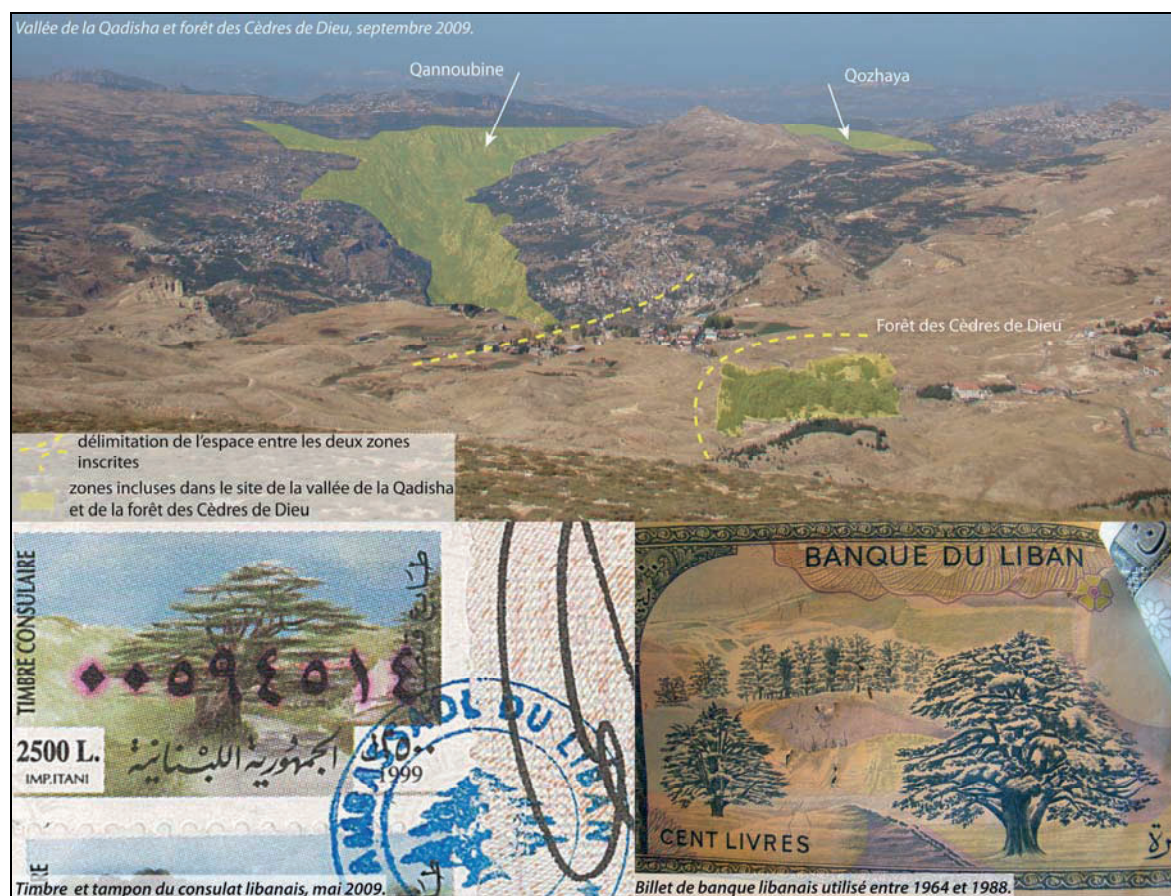 Vallée de la Qadisha et forêt des Cèdres de Dieu, septembre 2009.
Qannoubine
Qozhaya
Forêt des Cèdres de Dieu
délimitation de l'espace entre les deux zones
inscrites
zones incluses dans le site de la vallée de la Qadisha
et de la forêt des Cèdres de Dieu
TIMBRE CONSULAIRE
٠٠٥٩٤٥١٤
2500 L.
IMP.ITANI
الجمهورية اللبنانية
1999
DU LIBAN
Timbre et tampon du consulat libanais, mai 2009.
BANQUE DU LIBAN
CENT LIVRES
Billet de banque libanais utilisé entre 1964 et 1988.